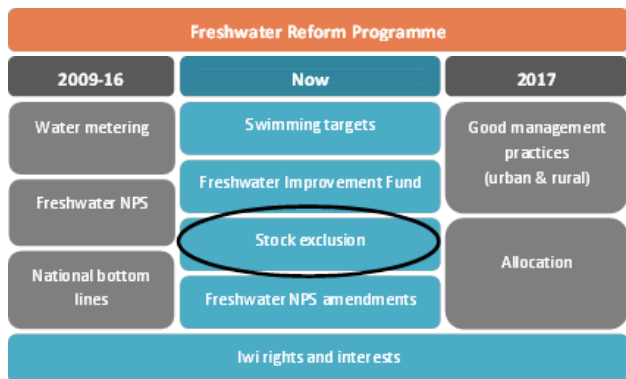 Freshwater Reform Programme
2009-16
Now
2017
Water metering
Freshwater NPS
National bottom
lines
Swimming targets
Freshwater Improvement Fund
Stock exclusion
Freshwater NPS amendments
Good management
practices
(urban & rural)
Allocation
Iwi rights and interests